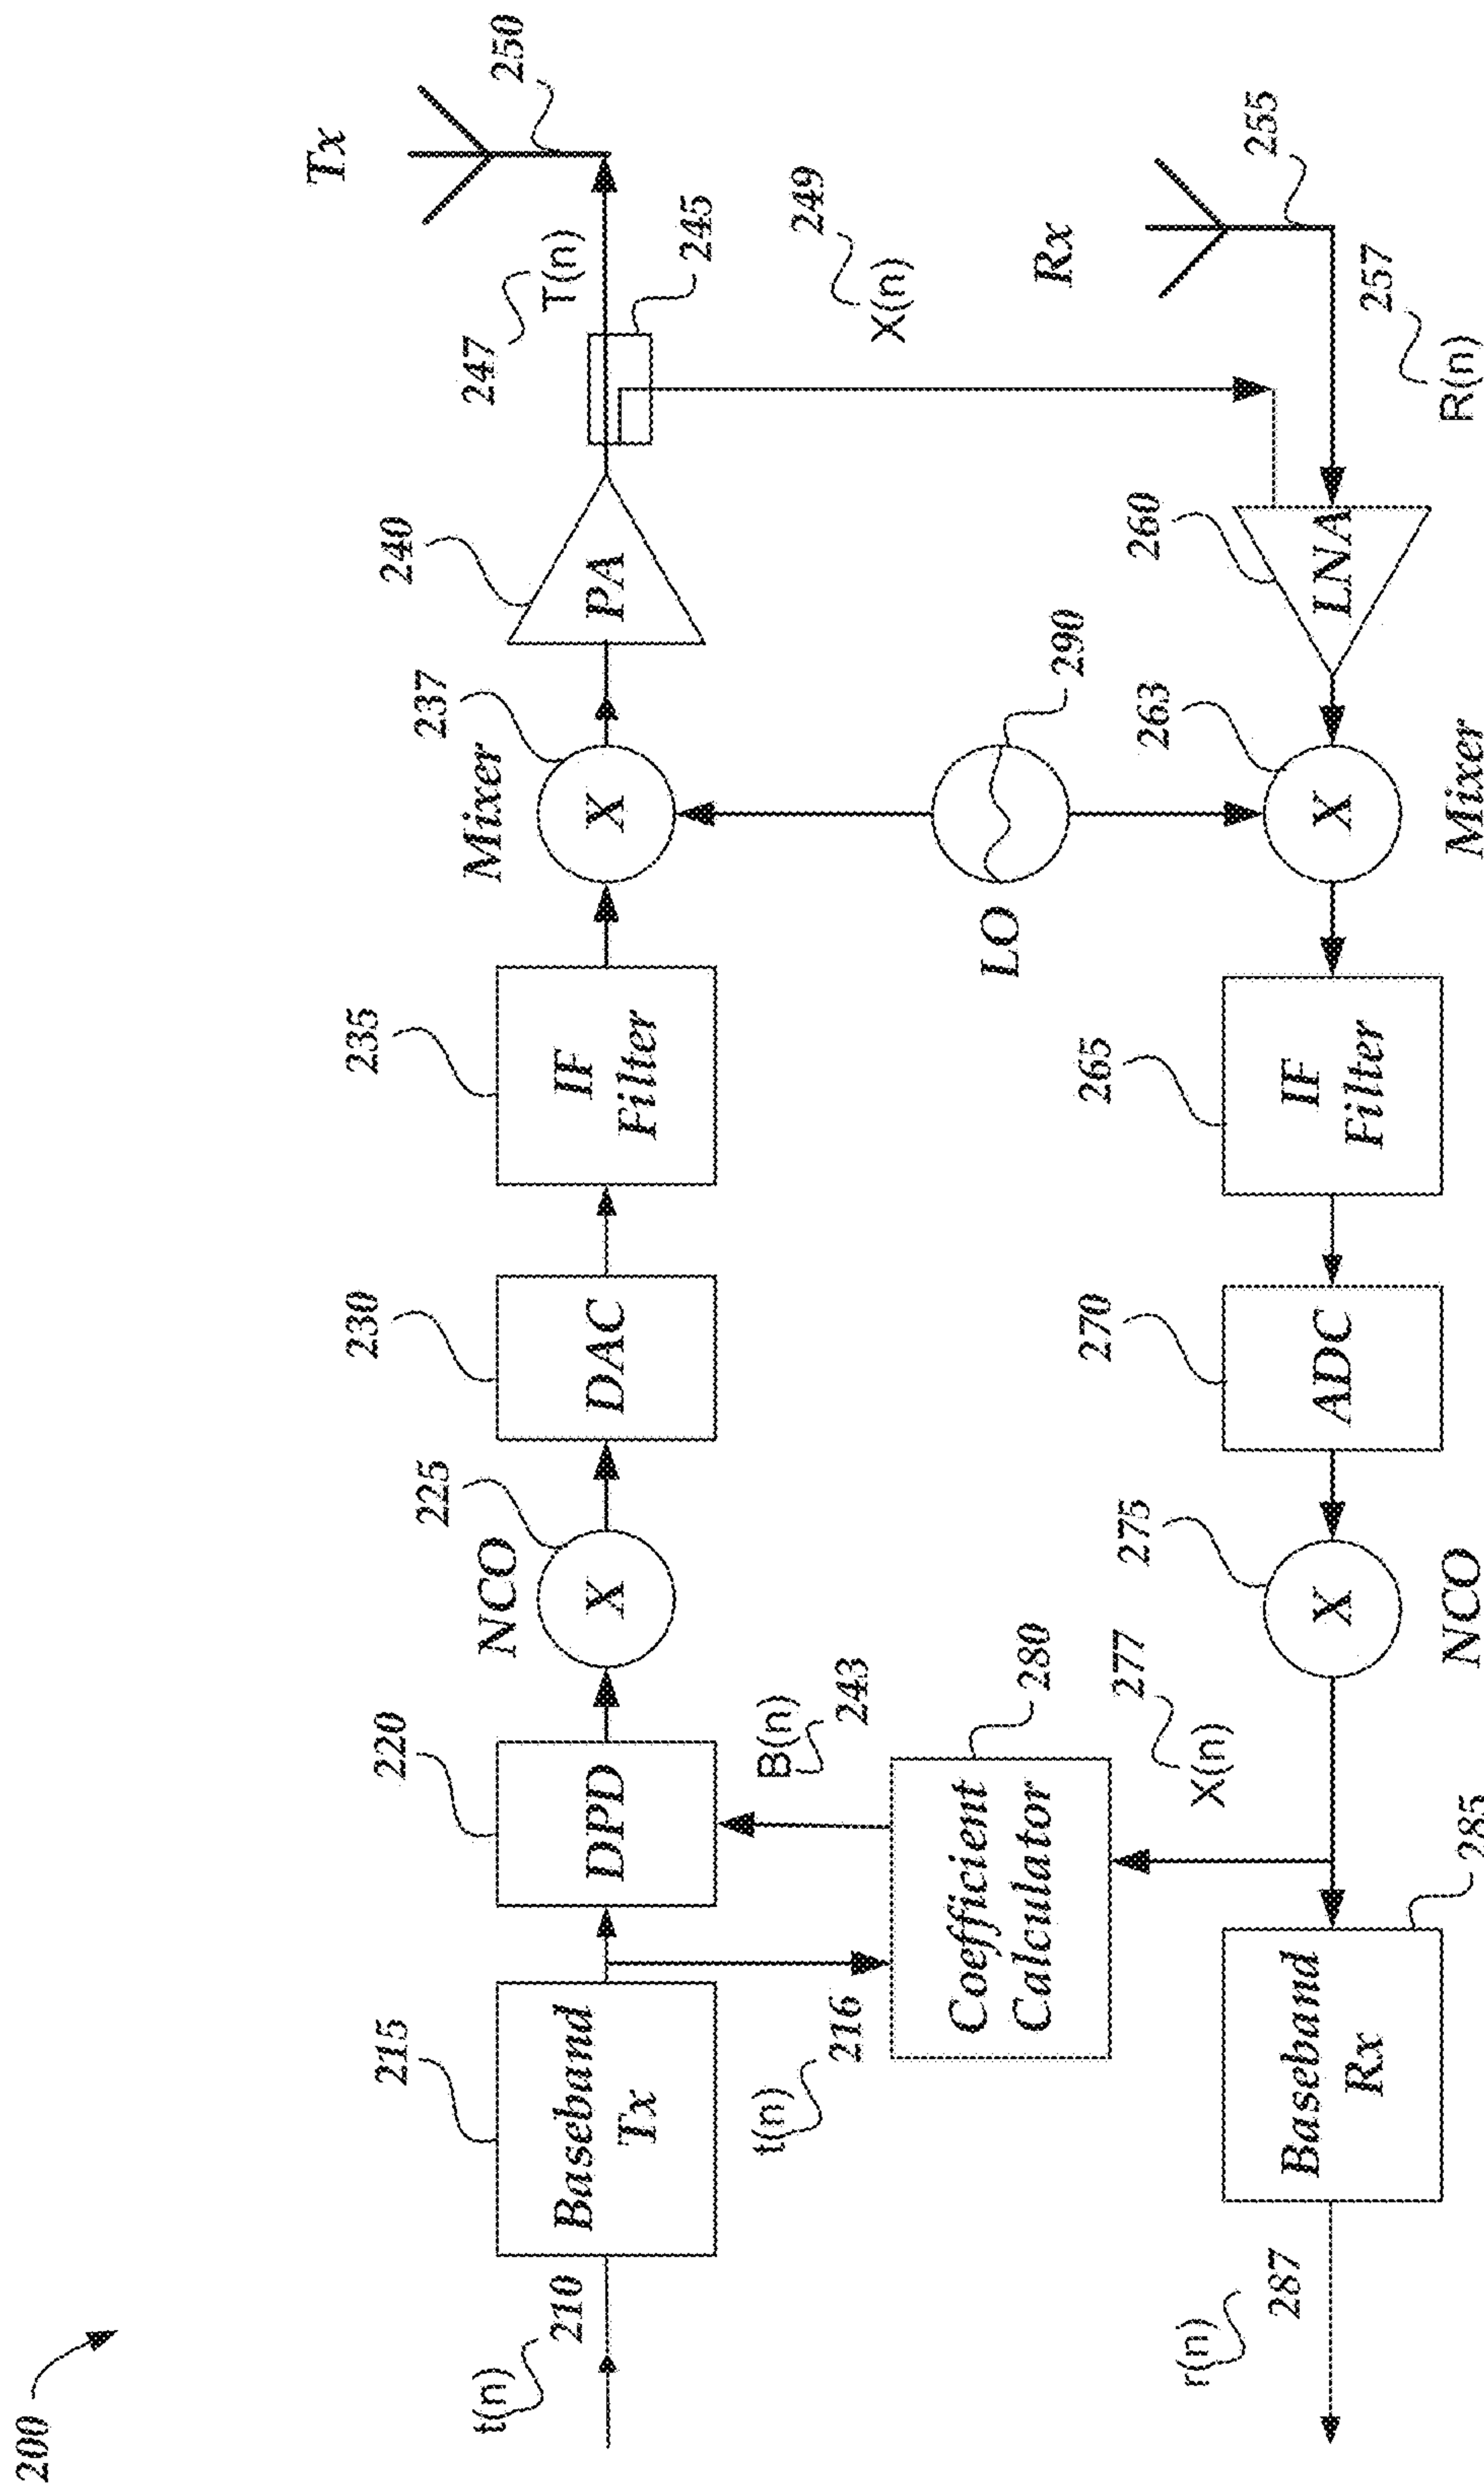 200
Tx
250
247
T(n)
245
249
X(n)
Rx
255
257
R(n)
240
PA
237
Mixer
X
235
IF
Filter
230
DAC
225
NCO
X
220
DPD
215
Baseband
Tx
t(n)
210
t(n)
216
B(n)
243
280
Coefficient
Calculator
LO
290
260
LNA
263
X
Mixer
265
IF
Filter
270
ADC
275
X
NCO
277
X(n)
285
Baseband
Rx
r(n)
287